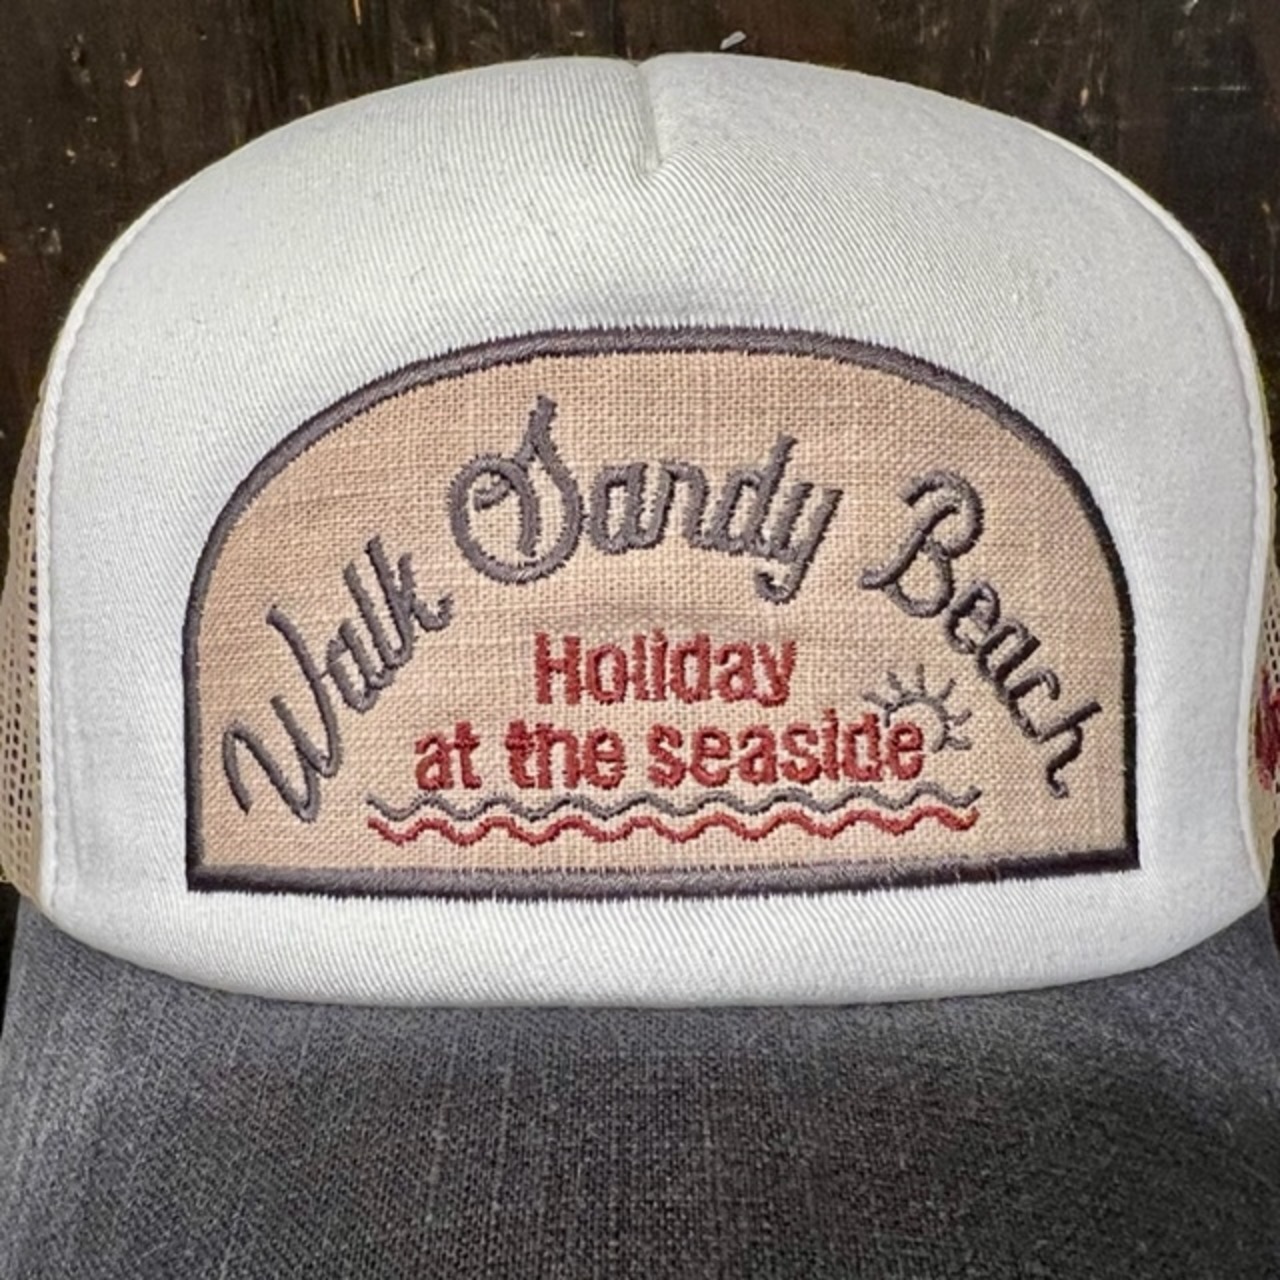 Walk Sandy Beach
Holiday
at the seaside